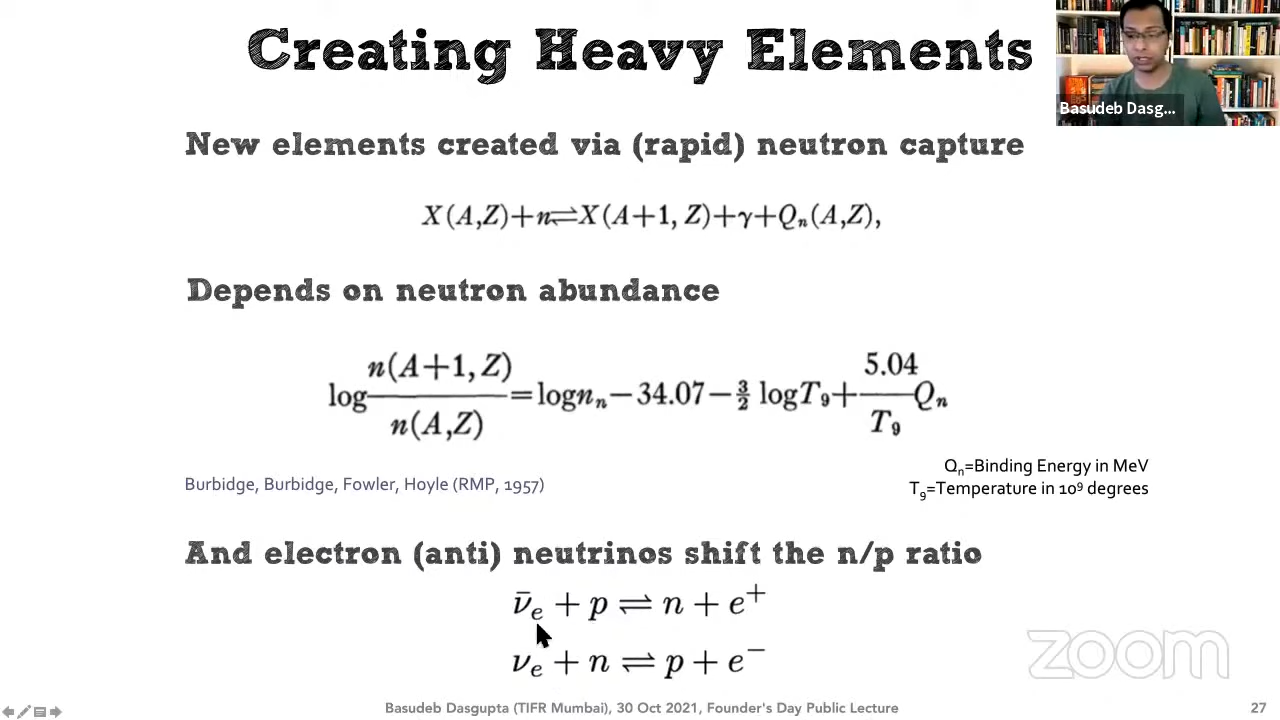 Creating Heavy Elements
Basudeb Dasg...
New elements created via (rapid) neutron capture
X(A,Z)+n⇌X(A+1, Z)+γ+Qₙ(A,Z),
Depends on neutron abundance
log n(A+1,Z)/n(A,Z) = log nₙ − 34.07 − 3/2 log T₉ + 5.04/T₉ Qₙ
Qₙ=Binding Energy in MeV
Burbidge, Burbidge, Fowler, Hoyle (RMP, 1957)
T₉=Temperature in 10⁹ degrees
And electron (anti) neutrinos shift the n/p ratio
ν̄ₑ + p ⇌ n + e⁺
νₑ + n ⇌ p + e⁻
zoom
Basudeb Dasgupta (TIFR Mumbai), 30 Oct 2021, Founder's Day Public Lecture
27